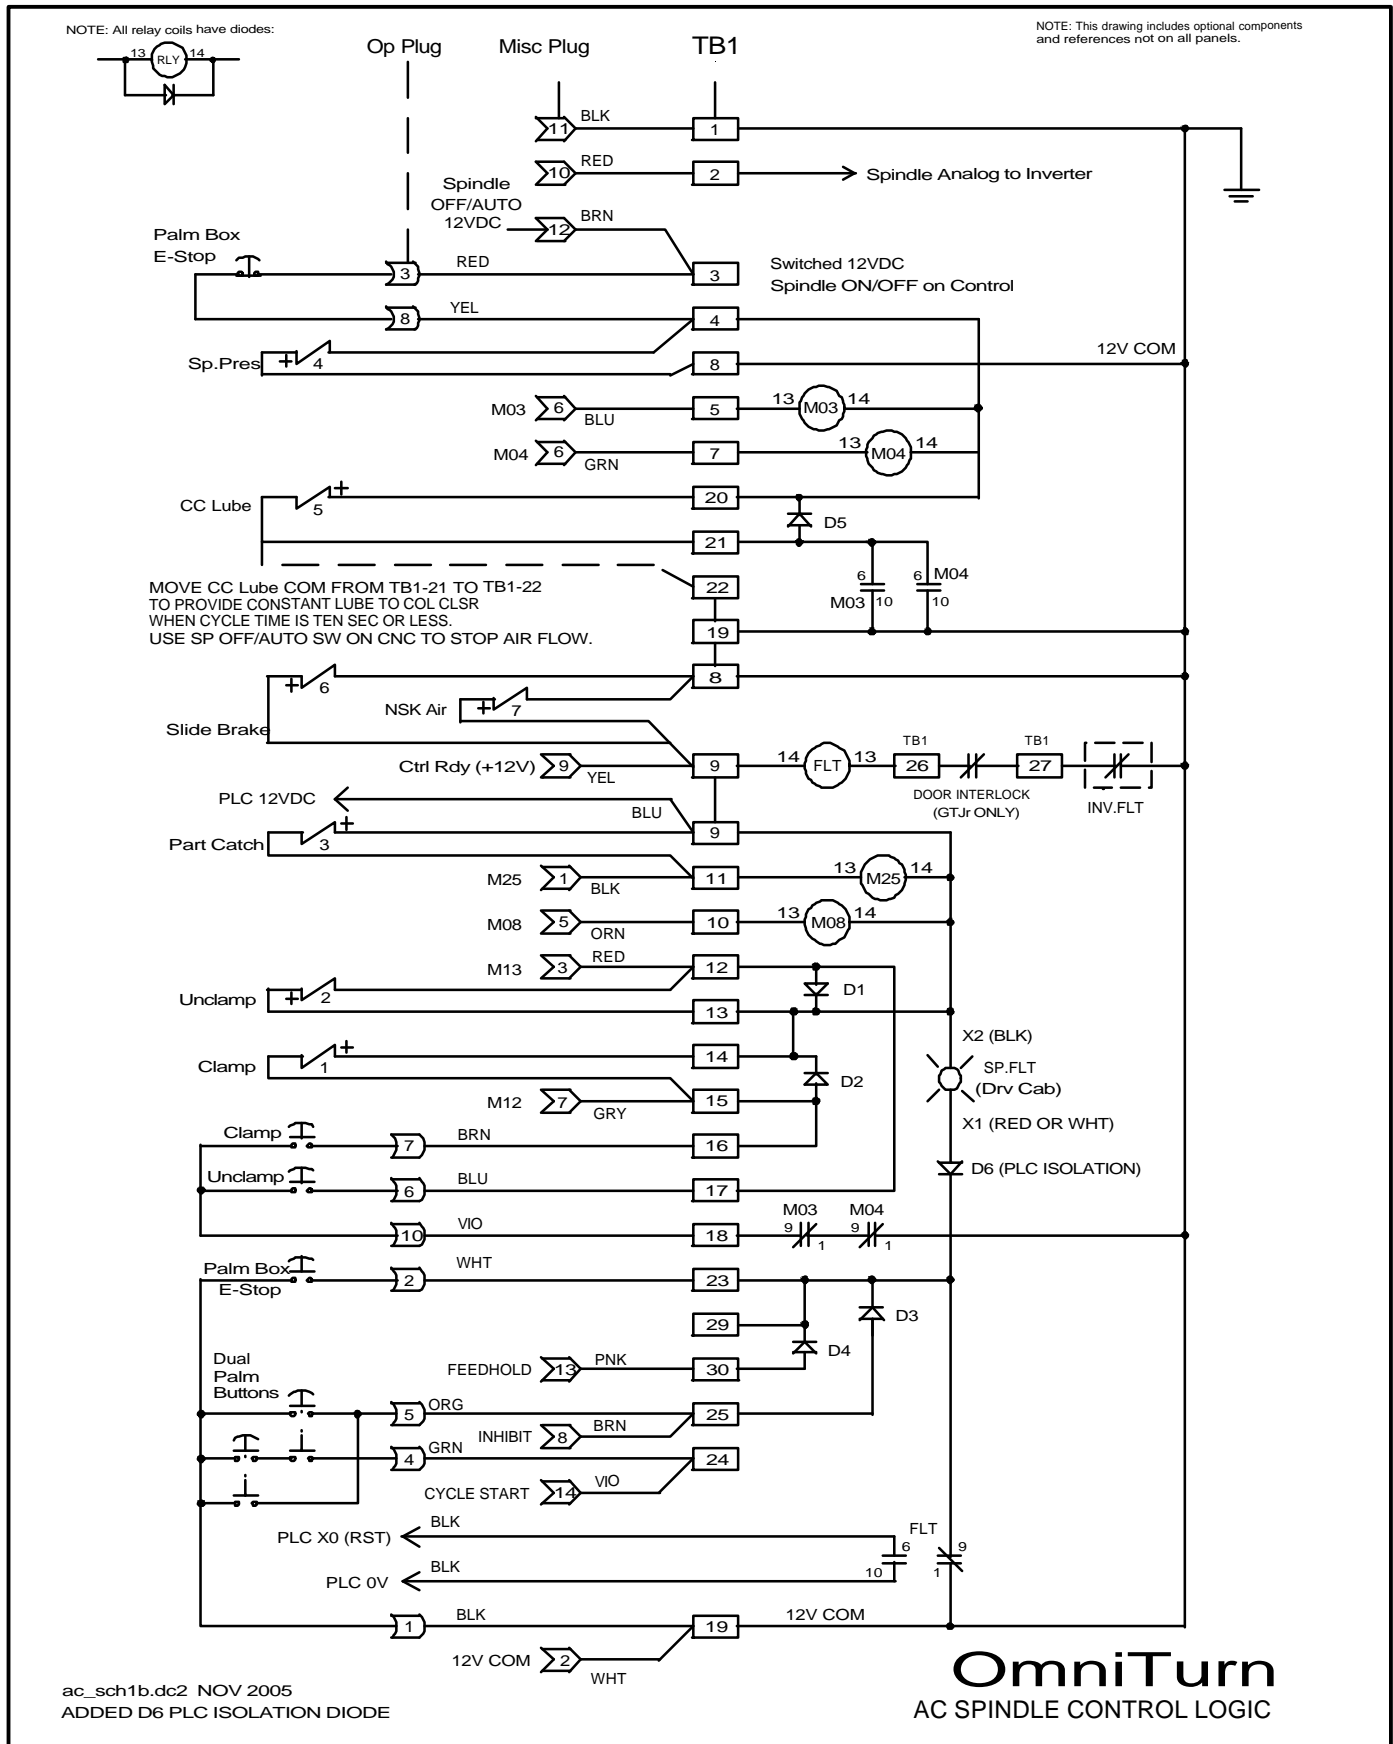 NOTE: All relay coils have diodes:
13 RLY 14
Op Plug
Misc Plug
TB1
NOTE: This drawing includes optional components
and references not on all panels.
11 BLK 1
10 RED 2 Spindle Analog to Inverter
Spindle
OFF/AUTO
12VDC
12 BRN
Palm Box
E-Stop
3 RED 3
Switched 12VDC
Spindle ON/OFF on Control
8 YEL 4
Sp.Pres + 4 8 12V COM
M03 6 BLU 5 13 M03 14
M04 6 GRN 7 13 M04 14
CC Lube 5 + 20
D5
21
22
6 M03 10
6 M04 10
MOVE CC Lube COM FROM TB1-21 TO TB1-22
TO PROVIDE CONSTANT LUBE TO COL CLSR
WHEN CYCLE TIME IS TEN SEC OR LESS.
USE SP OFF/AUTO SW ON CNC TO STOP AIR FLOW.
19
+ 6 8
NSK Air + 7
Slide Brake
Ctrl Rdy (+12V) 9 YEL 9 14 FLT 13
TB1
26
TB1
27
DOOR INTERLOCK
(GTJr ONLY)
INV.FLT
PLC 12VDC BLU
Part Catch 3 + 9
M25 1 BLK 11 13 M25 14
M08 5 ORN 10 13 M08 14
M13 3 RED 12
D1
Unclamp + 2 13
X2 (BLK)
SP.FLT
(Drv Cab)
X1 (RED OR WHT)
Clamp 1 + 14
D2
M12 7 GRY 15
Clamp 7 BRN 16
D6 (PLC ISOLATION)
Unclamp 6 BLU 17
10 VIO 18
M03 9 1
M04 9 1
Palm Box
E-Stop
2 WHT 23
D3
29
D4
FEEDHOLD 13 PNK 30
Dual
Palm
Buttons
5 ORG 25
INHIBIT 8 BRN
4 GRN 24
CYCLE START 14 VIO
PLC X0 (RST) BLK
FLT
6 10
9 1
PLC 0V BLK
1 BLK 19 12V COM
12V COM 2 WHT
OmniTurn
AC SPINDLE CONTROL LOGIC
ac_sch1b.dc2 NOV 2005
ADDED D6 PLC ISOLATION DIODE